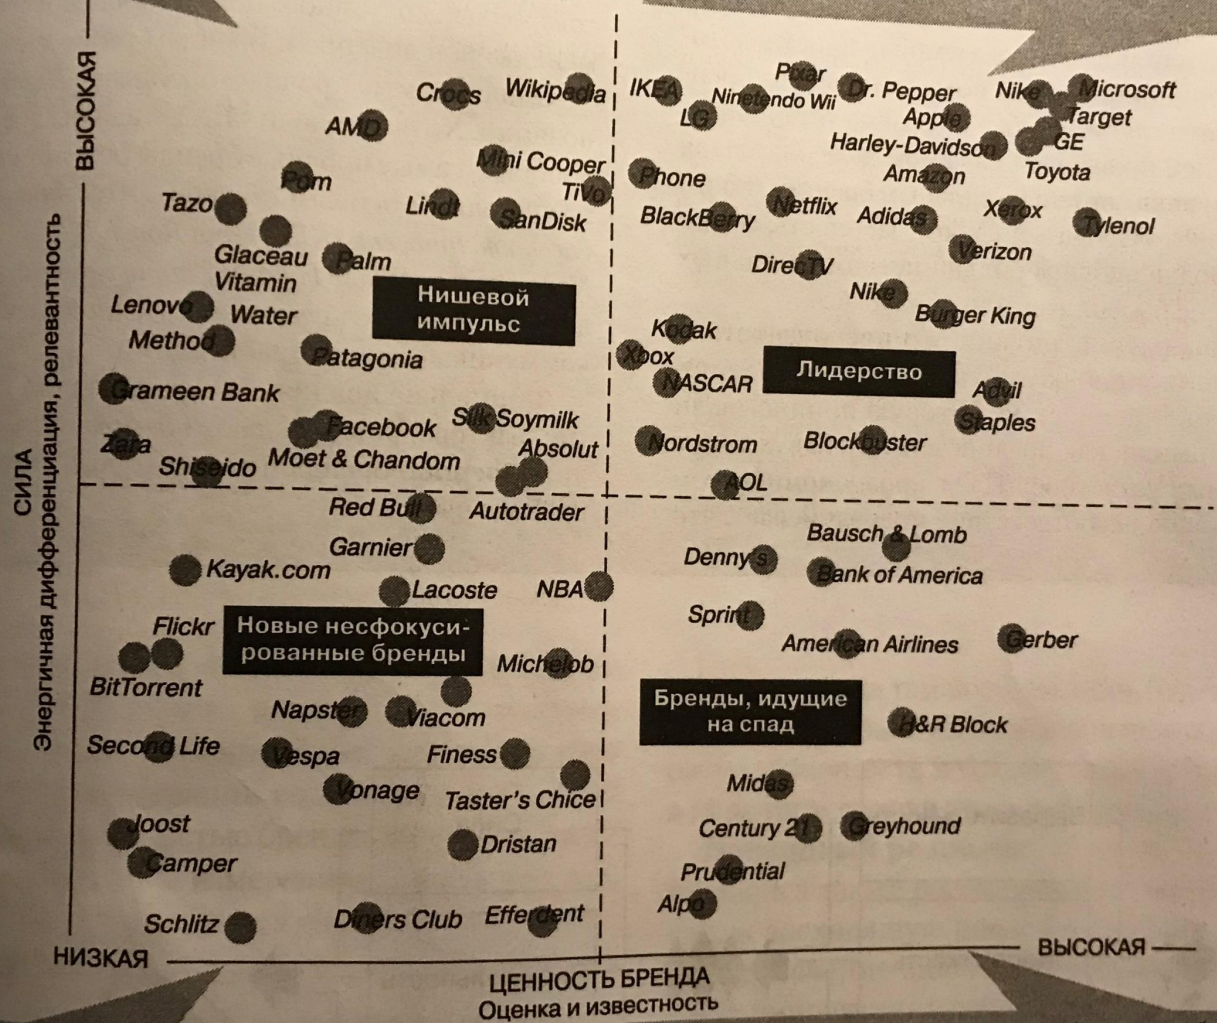 ВЫСОКАЯ
СИЛА
Энергичная дифференциация, релевантность
Crocs
Wikipedia
AMD
Mini Cooper
Pom
TiVo
Tazo
Lindt
SanDisk
Glaceau
Vitamin
Water
Palm
Нишевой
импульс
Lenovo
Method
Patagonia
Grameen Bank
Facebook
Silk Soymilk
Zara
Shiseido
Moet & Chandom
Absolut
IKEA
Pixar
Ninetendo Wii
Dr. Pepper
Nike
Microsoft
LG
Apple
Target
Harley-Davidson
GE
Phone
Amazon
Toyota
BlackBerry
Netflix
Adidas
Xerox
Tylenol
DirecTV
Verizon
Nike
Burger King
Kodak
Xbox
NASCAR
Лидерство
Advil
Staples
Nordstrom
Blockbuster
AOL
Red Bull
Autotrader
Garnier
Kayak.com
Lacoste
NBA
Flickr
Новые несфокуси-
рованные бренды
BitTorrent
Michelob
Napster
Viacom
Second Life
Vespa
Finess
Vonage
Taster's Chice
Joost
Camper
Dristan
Schlitz
Diners Club
Efferdent
Bausch & Lomb
Denny's
Bank of America
Sprint
American Airlines
Gerber
Бренды, идущие
на спад
H&R Block
Midas
Century 21
Greyhound
Prudential
Alpo
НИЗКАЯ
ВЫСОКАЯ
ЦЕННОСТЬ БРЕНДА
Оценка и известность